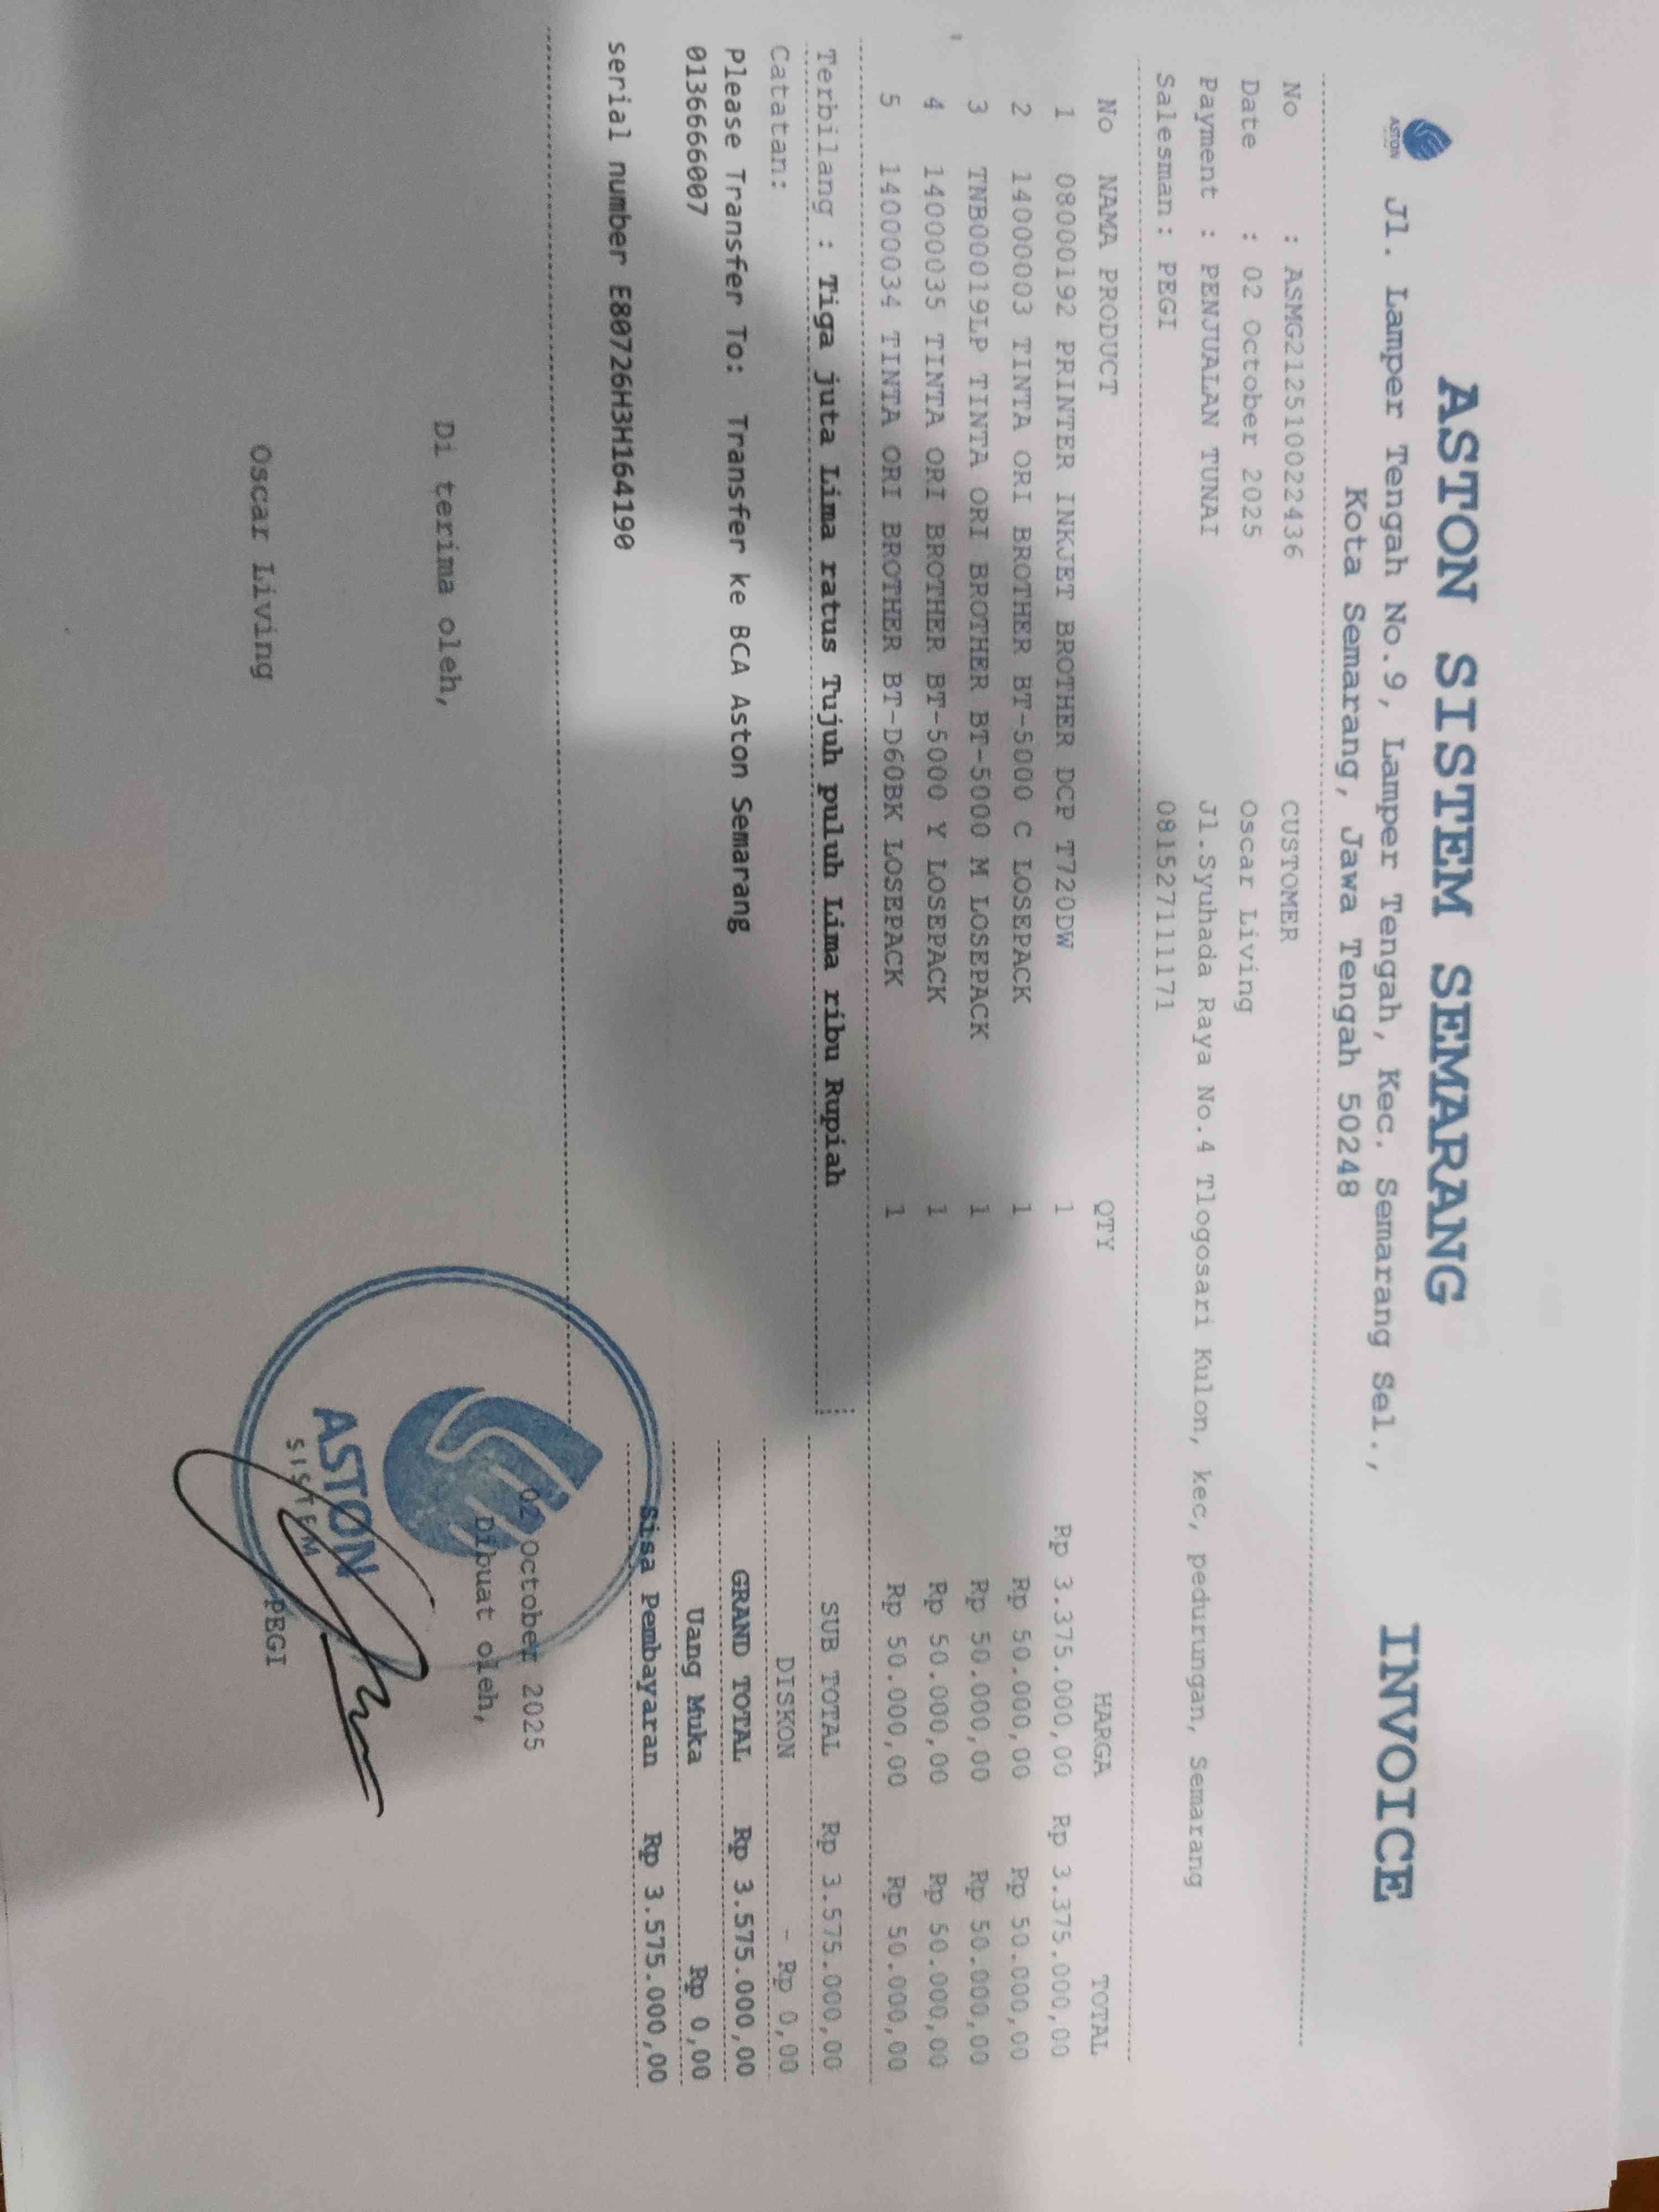 ASTON SISTEM SEMARANG
ASTON
Jl. Lamper Tengah No.9, Lamper Tengah, Kec. Semarang Sel.,
Kota Semarang, Jawa Tengah 50248
INVOICE
No : ASMG21251002​2436 CUSTOMER
Date : 02 October 2025 Oscar Living
Payment : PENJUALAN TUNAI Jl.Syuhada Raya No.4 Tlogosari Kulon, kec, pedurungan, Semarang
Salesman : PEGI 081527111171
No NAMA PRODUCT QTY HARGA TOTAL
1 08000192 PRINTER INKJET BROTHER DCP T720DW 1 Rp 3.375.000,00 Rp 3.375.000,00
2 14000003 TINTA ORI BROTHER BT-5000 C LOSEPACK 1 Rp 50.000,00 Rp 50.000,00
3 TNB00019LP TINTA ORI BROTHER BT-5000 M LOSEPACK 1 Rp 50.000,00 Rp 50.000,00
4 14000035 TINTA ORI BROTHER BT-5000 Y LOSEPACK 1 Rp 50.000,00 Rp 50.000,00
5 14000034 TINTA ORI BROTHER BT-D60BK LOSEPACK 1 Rp 50.000,00 Rp 50.000,00
Terbilang : Tiga juta Lima ratus Tujuh puluh Lima ribu Rupiah
SUB TOTAL Rp 3.575.000,00
Catatan:
DISKON - Rp 0,00
Please Transfer To: Transfer ke BCA Aston Semarang
GRAND TOTAL Rp 3.575.000,00
0136666007
Uang Muka Rp 0,00
serial number E80726H3H164190
Sisa Pembayaran Rp 3.575.000,00
02 October 2025
Di terima oleh,
Dibuat oleh,
ASTON
SISTEM
Oscar Living
PEGI